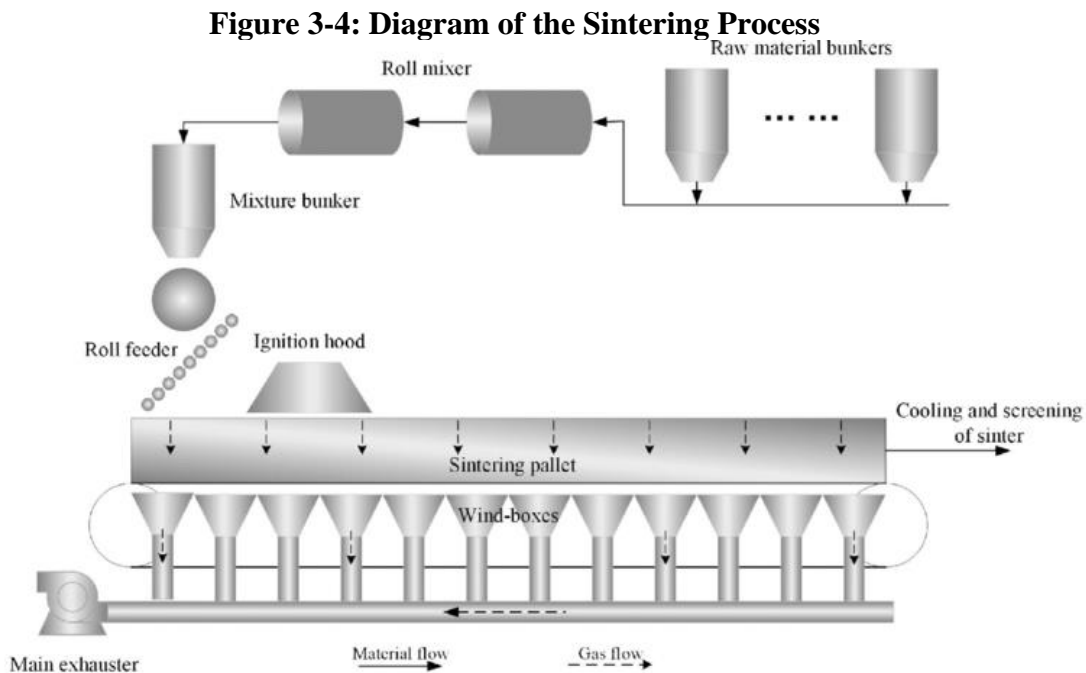 Figure 3-4: Diagram of the Sintering Process
Raw material bunkers
Roll mixer
... ...
Mixture bunker
Roll feeder
Ignition hood
Cooling and screening
of sinter
Sintering pallet
Wind-boxes
Main exhauster
Material flow
Gas flow